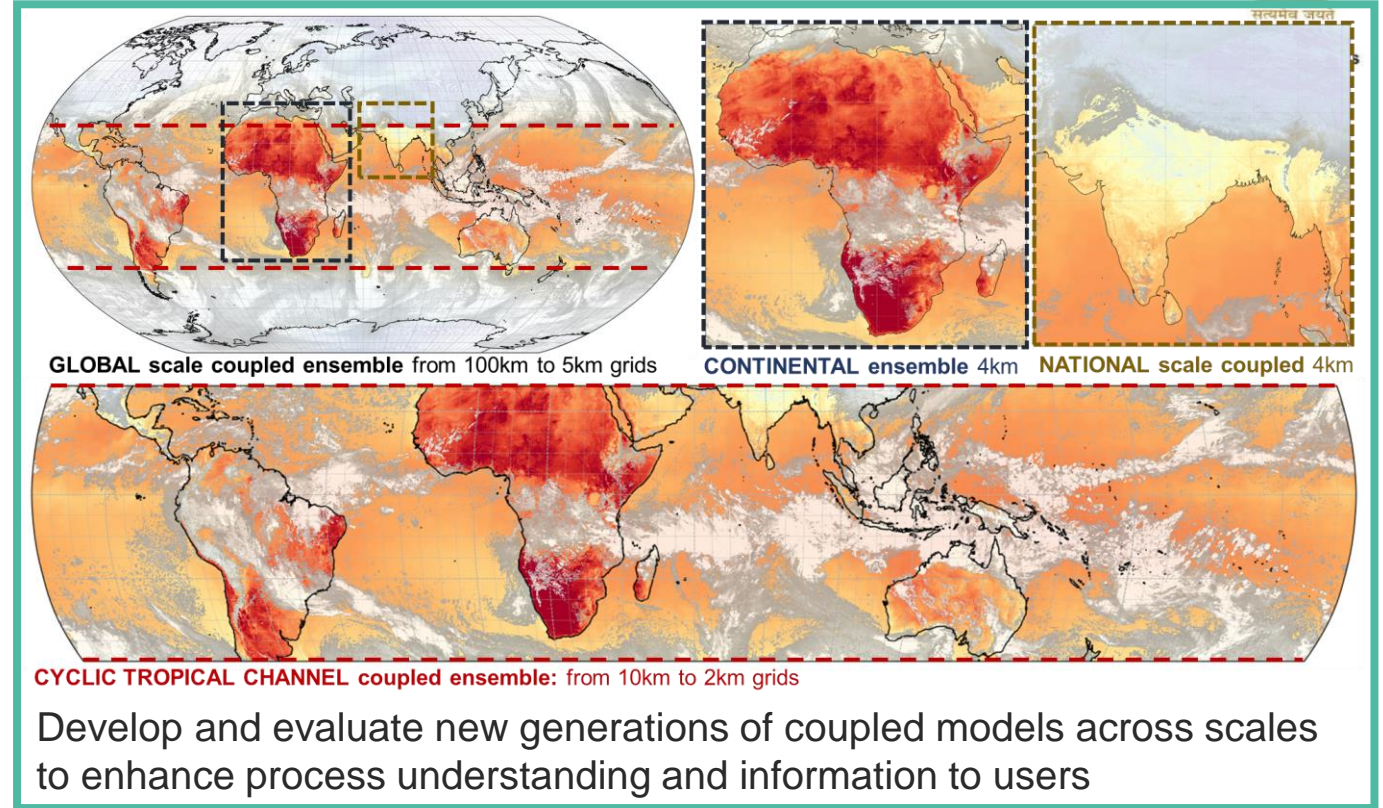 सत्यमेव जयते
s
GLOBAL scale coupled ensemble from 100km to 5km grids
CONTINENTAL ensemble 4km
NATIONAL scale coupled 4km
CYCLIC TROPICAL CHANNEL coupled ensemble: from 10km to 2km grids
Develop and evaluate new generations of coupled models across scales
to enhance process understanding and information to users